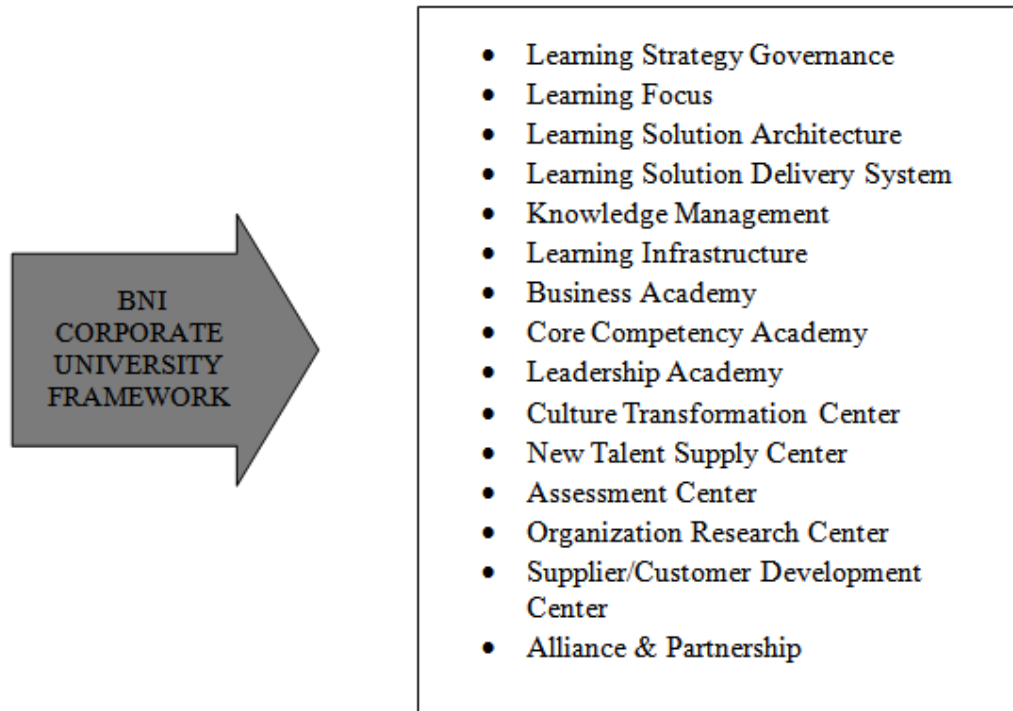 BNI
CORPORATE
UNIVERSITY
FRAMEWORK
• Learning Strategy Governance
• Learning Focus
• Learning Solution Architecture
• Learning Solution Delivery System
• Knowledge Management
• Learning Infrastructure
• Business Academy
• Core Competency Academy
• Leadership Academy
• Culture Transformation Center
• New Talent Supply Center
• Assessment Center
• Organization Research Center
• Supplier/Customer Development
Center
• Alliance & Partnership